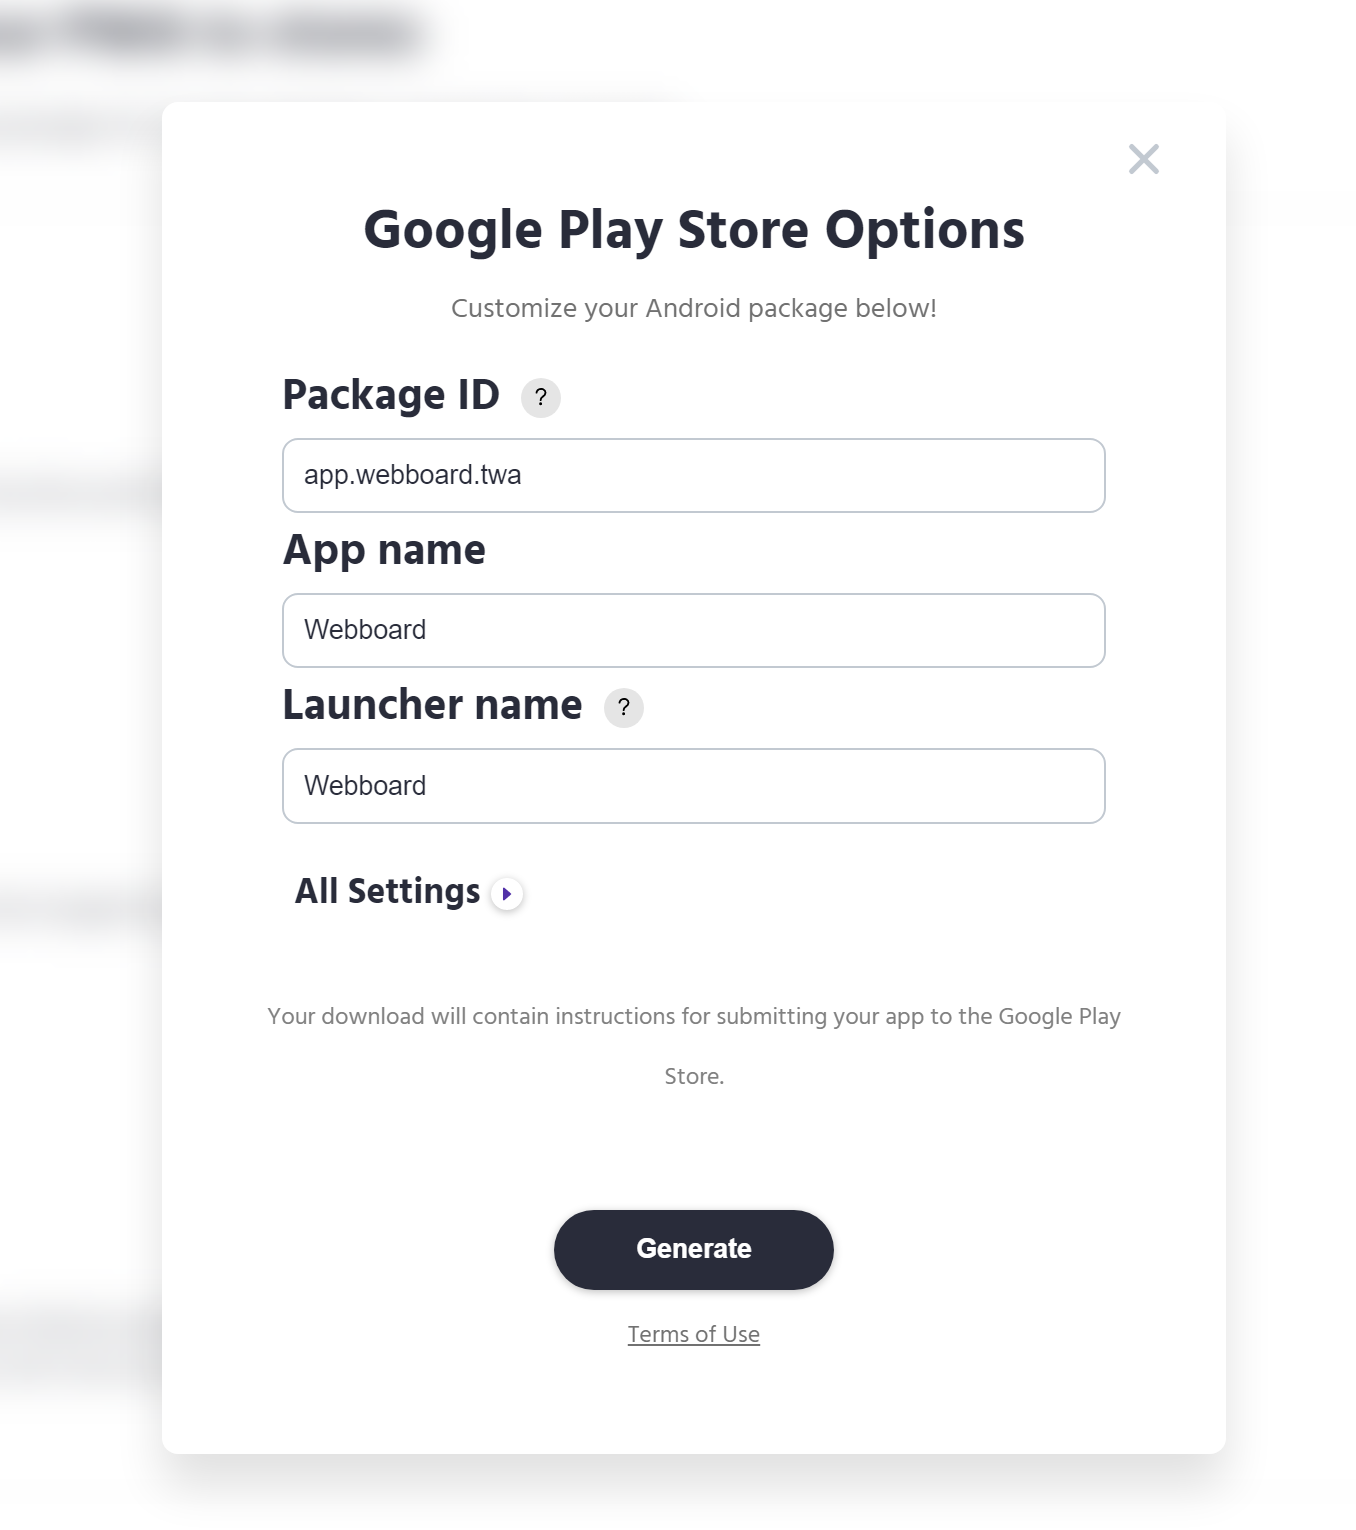 Google Play Store Options
Customize your Android package below!
Package ID ?
app.webboard.twa
App name
Webboard
Launcher name ?
Webboard
All Settings
Your download will contain instructions for submitting your app to the Google Play
Store.
Generate
Terms of Use